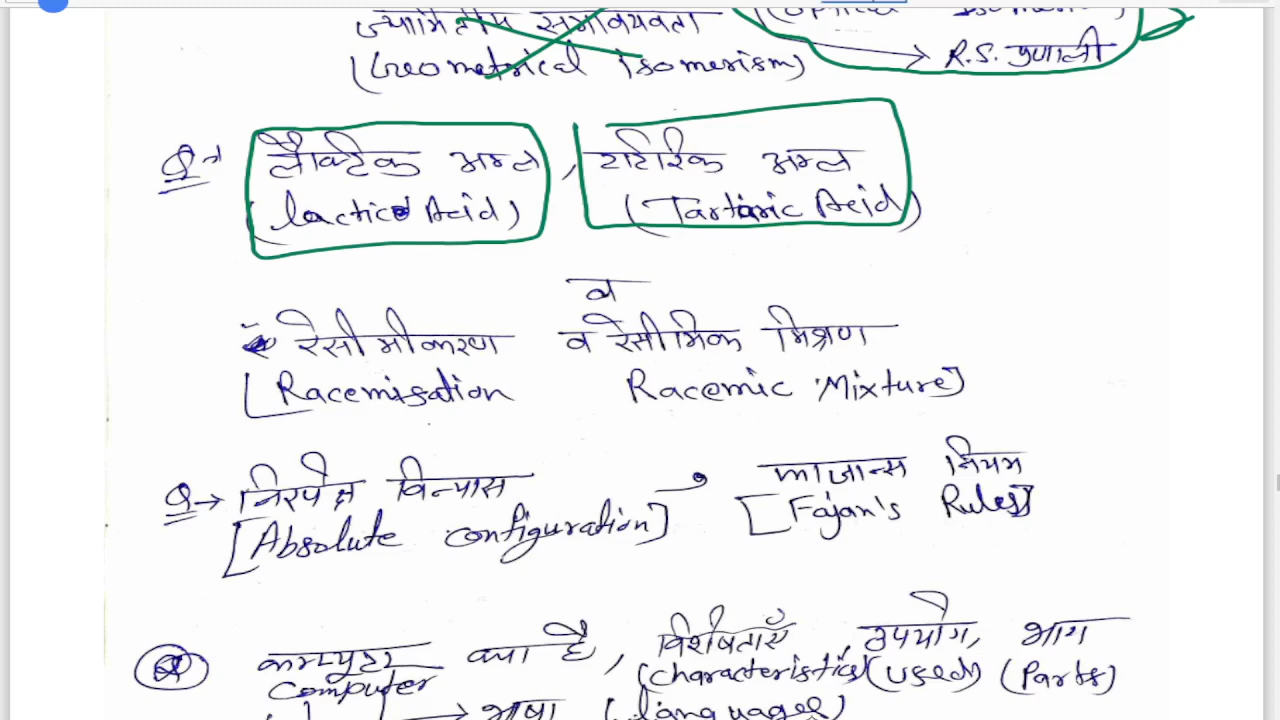 ज्यामितीय समावयवता
(Geometrical isomerism)
R.S. प्रणाली
Q→ लैक्टिक अम्ल , टार्टरिक अम्ल
(lactic Acid) (Tartaric Acid)
व
रेसीमीकरण व रेसीमिक मिश्रण
[Racemisation Racemic Mixture]
Q→ निरपेक्ष विन्यास , फाजान्स नियम
[Absolute configuration] [Fajan's Rules]
कम्प्यूटर क्या है , विशेषताएँ , उपयोग, भाग
Computer (characteristics) (used) (Parts)
→ भाषा (languages)